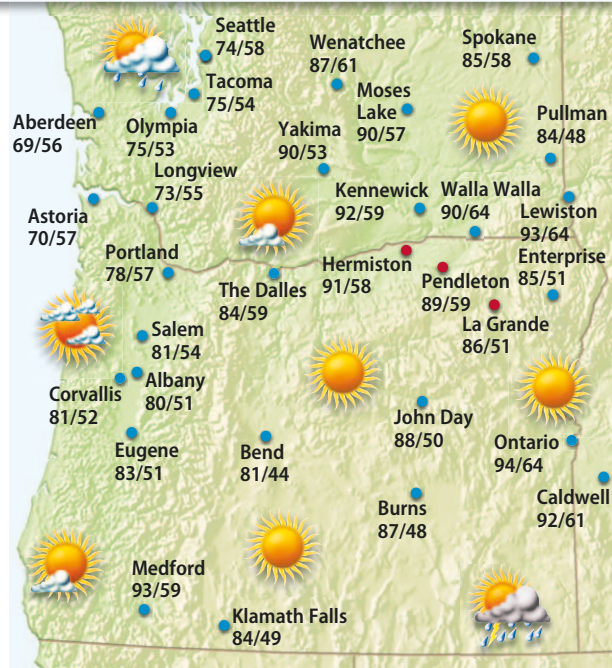 Seattle
74/58
Wenatchee
87/61
Spokane
85/58
Tacoma
75/54
Moses
Lake
90/57
Pullman
84/48
Aberdeen
69/56
Olympia
75/53
Yakima
90/53
Longview
73/55
Kennewick
92/59
Walla Walla
90/64
Lewiston
93/64
Astoria
70/57
Portland
78/57
The Dalles
84/59
Hermiston
91/58
Pendleton
89/59
Enterprise
85/51
La Grande
86/51
Salem
81/54
Albany
80/51
Corvallis
81/52
John Day
88/50
Eugene
83/51
Bend
81/44
Ontario
94/64
Caldwell
92/61
Burns
87/48
Medford
93/59
Klamath Falls
84/49